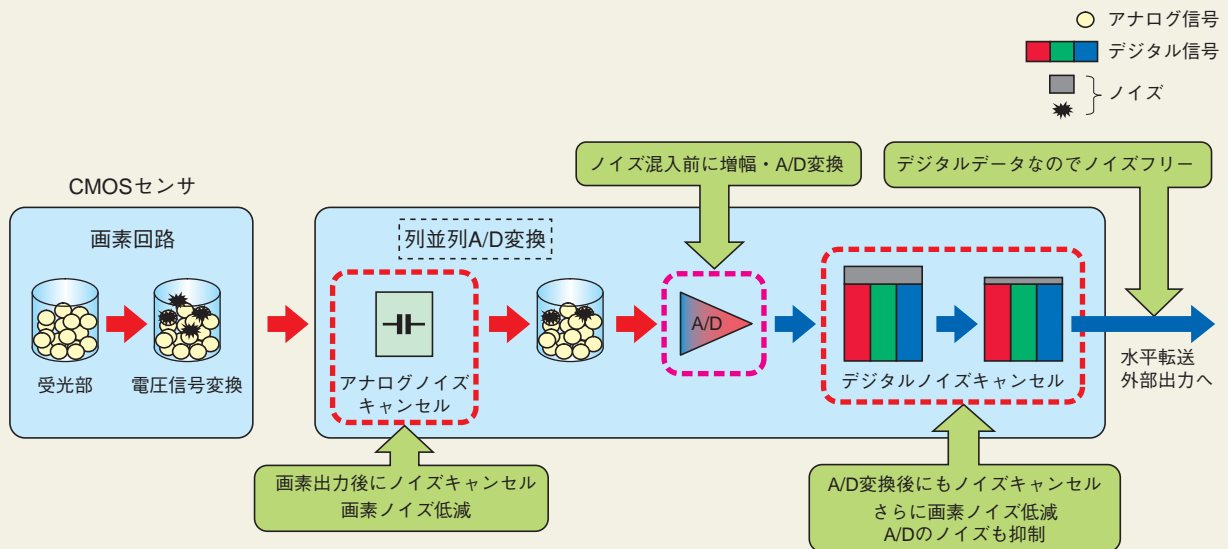 アナログ信号
デジタル信号
ノイズ
ノイズ混入前に増幅・A/D変換
デジタルデータなのでノイズフリー
CMOSセンサ
画素回路
列並列A/D変換
A/D
受光部
電圧信号変換
アナログノイズ
キャンセル
デジタルノイズキャンセル
水平転送
外部出力へ
画素出力後にノイズキャンセル
画素ノイズ低減
A/D変換後にもノイズキャンセル
さらに画素ノイズ低減
A/Dのノイズも抑制